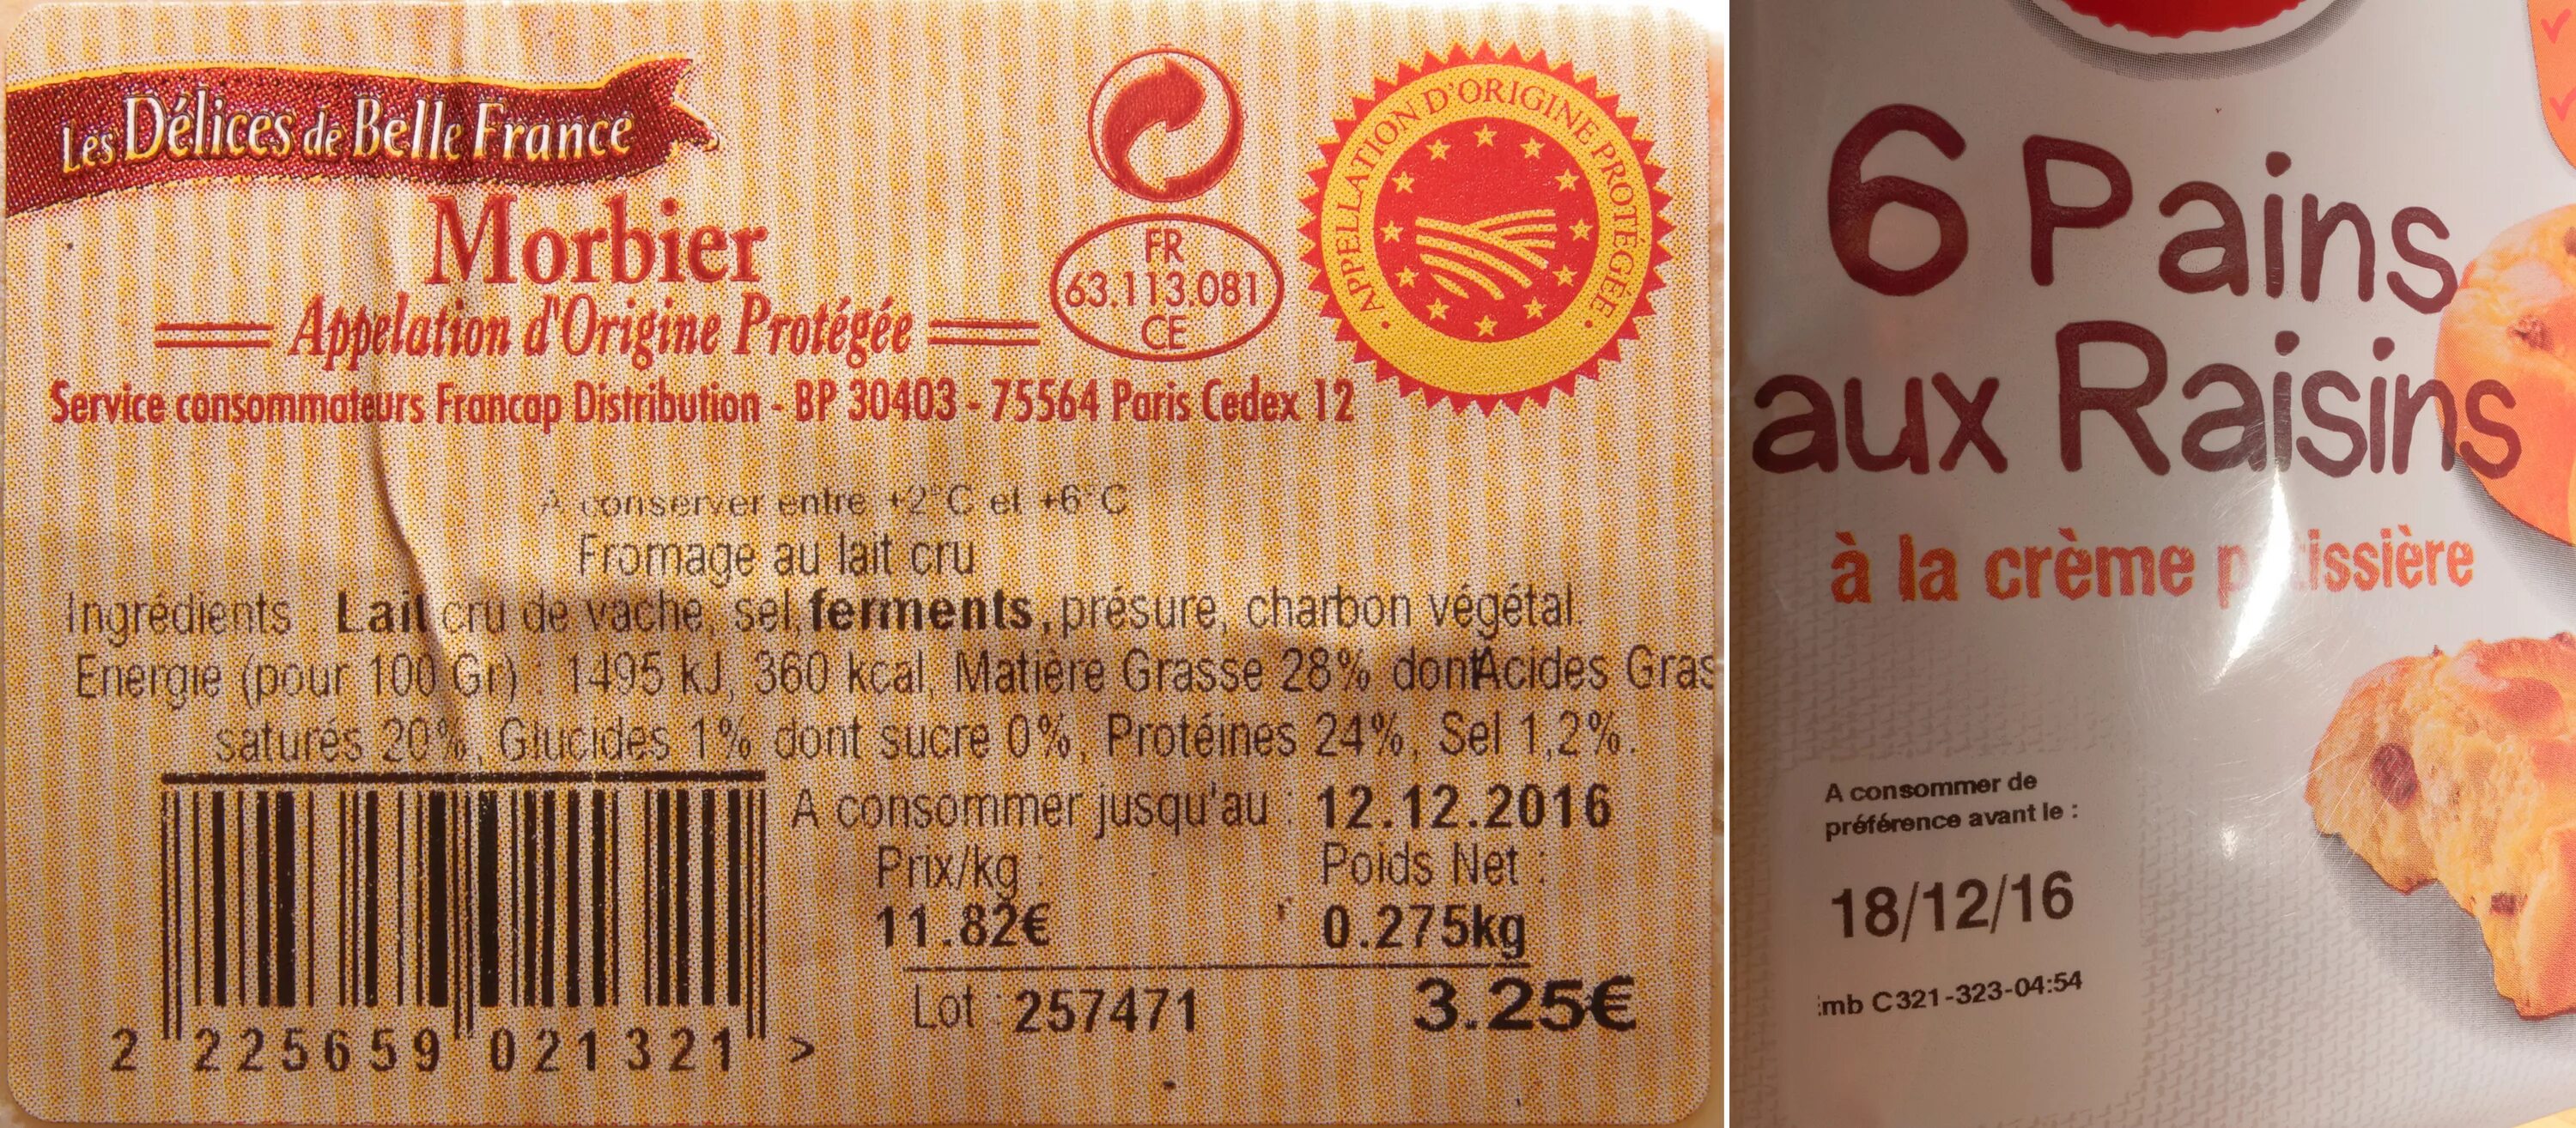 Les Délices de Belle France
Morbier
Appelation d'Origine Protégée
FR
63.113.081
CE
APPELLATION D'ORIGINE PROTÉGÉE
Service consommateurs Francap Distribution - BP 30403 - 75564 Paris Cedex 12
A conserver entre +2°C et +6°C
Fromage au lait cru
Ingrédients : Lait cru de vache, sel, ferments, présure, charbon végétal.
Energie (pour 100 Gr) : 1495 kJ, 360 kcal, Matière Grasse 28% dont Acides Gras
saturés 20%, Glucides 1% dont sucre 0%, Protéines 24%, Sel 1,2%.
A consommer jusqu'au : 12.12.2016
Prix/kg : Poids Net :
11.82€ 0.275kg
Lot : 257471 3.25€
2 225659 021321 >
6 Pains
aux Raisins
à la crème
A consommer de
préférence avant le :
18/12/16
mb C321-323-04:54